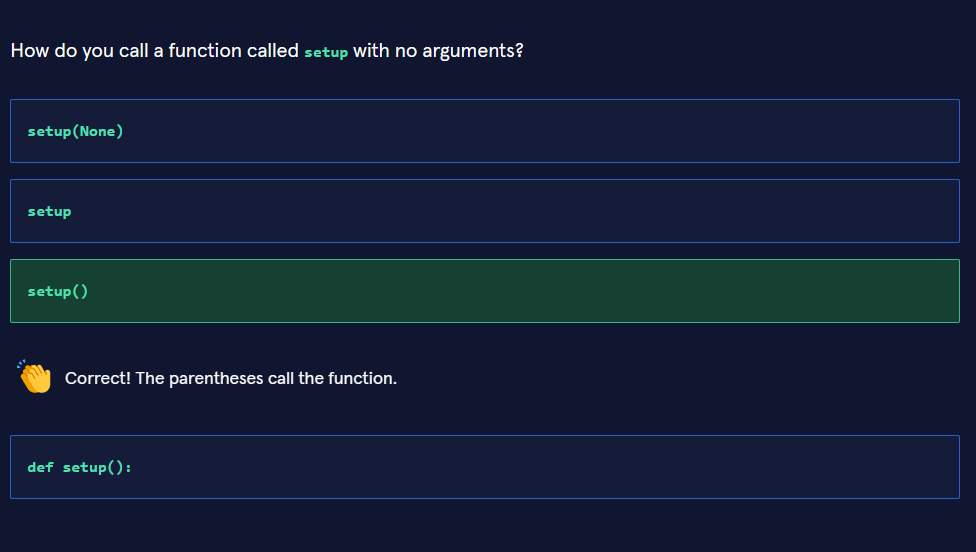 How do you call a function called setup with no arguments?
setup(None)
setup
setup()
Correct! The parentheses call the function.
def setup():